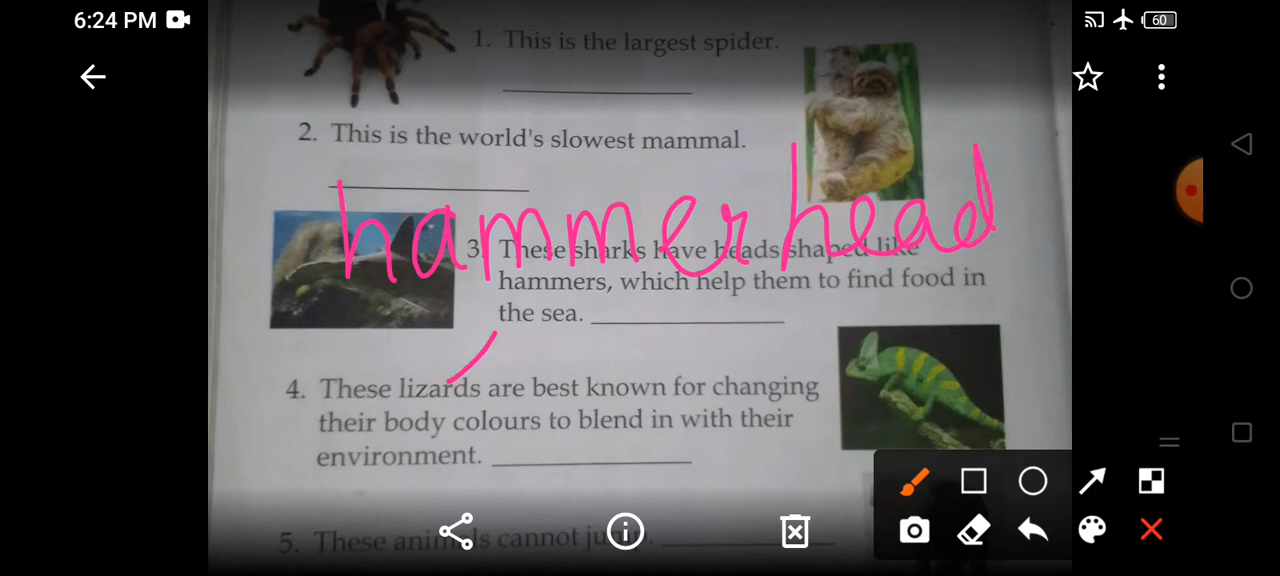 6:24 PM
60
1. This is the largest spider.
2. This is the world's slowest mammal.
hammerhead
3. These sharks have heads shaped like
hammers, which help them to find food in
the sea.
4. These lizards are best known for changing
their body colours to blend in with their
environment.
5. These animals cannot jump.